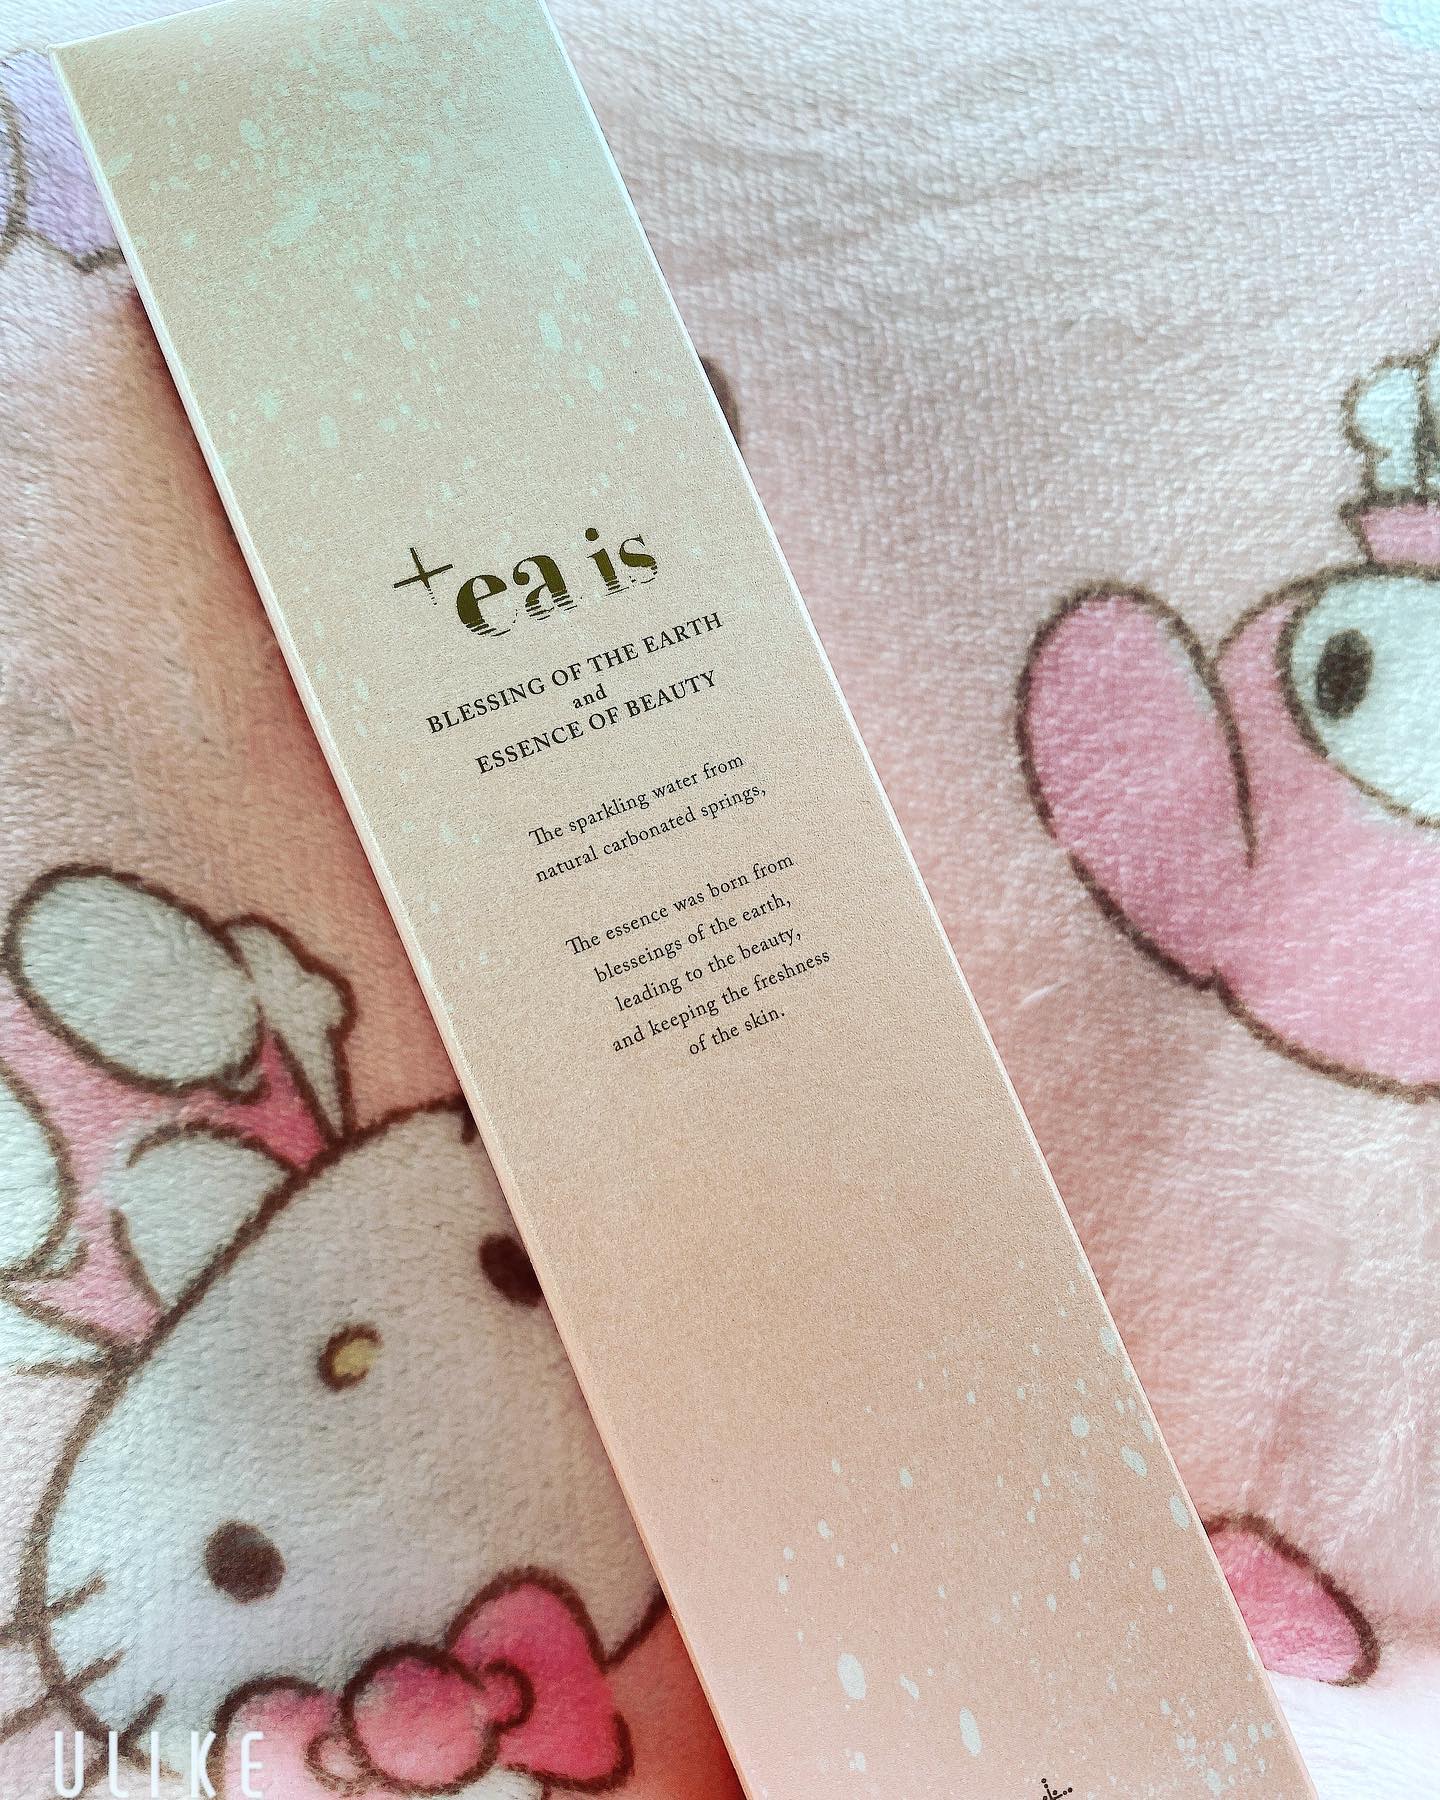 +ea is
BLESSING OF THE EARTH
and
ESSENCE OF BEAUTY
The sparkling water from
natural carbonated springs,
The essence was born from
blesseings of the earth,
leading to the beauty,
and keeping the freshness
of the skin.
ULIKE